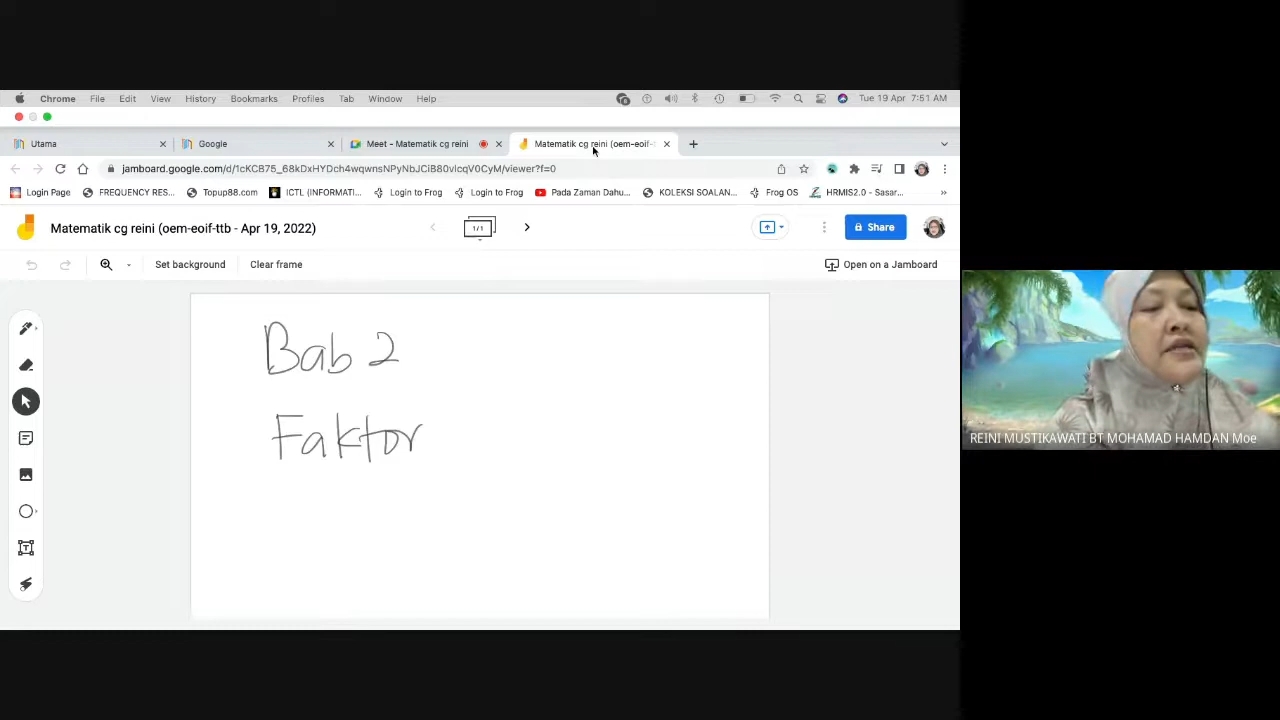 Chrome File Edit View History Bookmarks Profiles Tab Window Help Tue 19 Apr 7:51 AM
Utama Google Meet - Matematik cg reini Matematik cg reini (oem-eoif-t
jamboard.google.com/d/1cKCB75_68kDxHYDch4wqwnsNPyNbJCiB80vlcqV0CyM/viewer?f=0
Login Page FREQUENCY RES... Topup88.com ICTL (INFORMATI... Login to Frog Login to Frog Pada Zaman Dahu... KOLEKSI SOALAN... Frog OS HRMIS2.0 - Sasar... »
Matematik cg reini (oem-eoif-ttb - Apr 19, 2022) 1/1 Share
Set background Clear frame Open on a Jamboard
Bab 2
Faktor
REINI MUSTIKAWATI BT MOHAMAD HAMDAN Moe